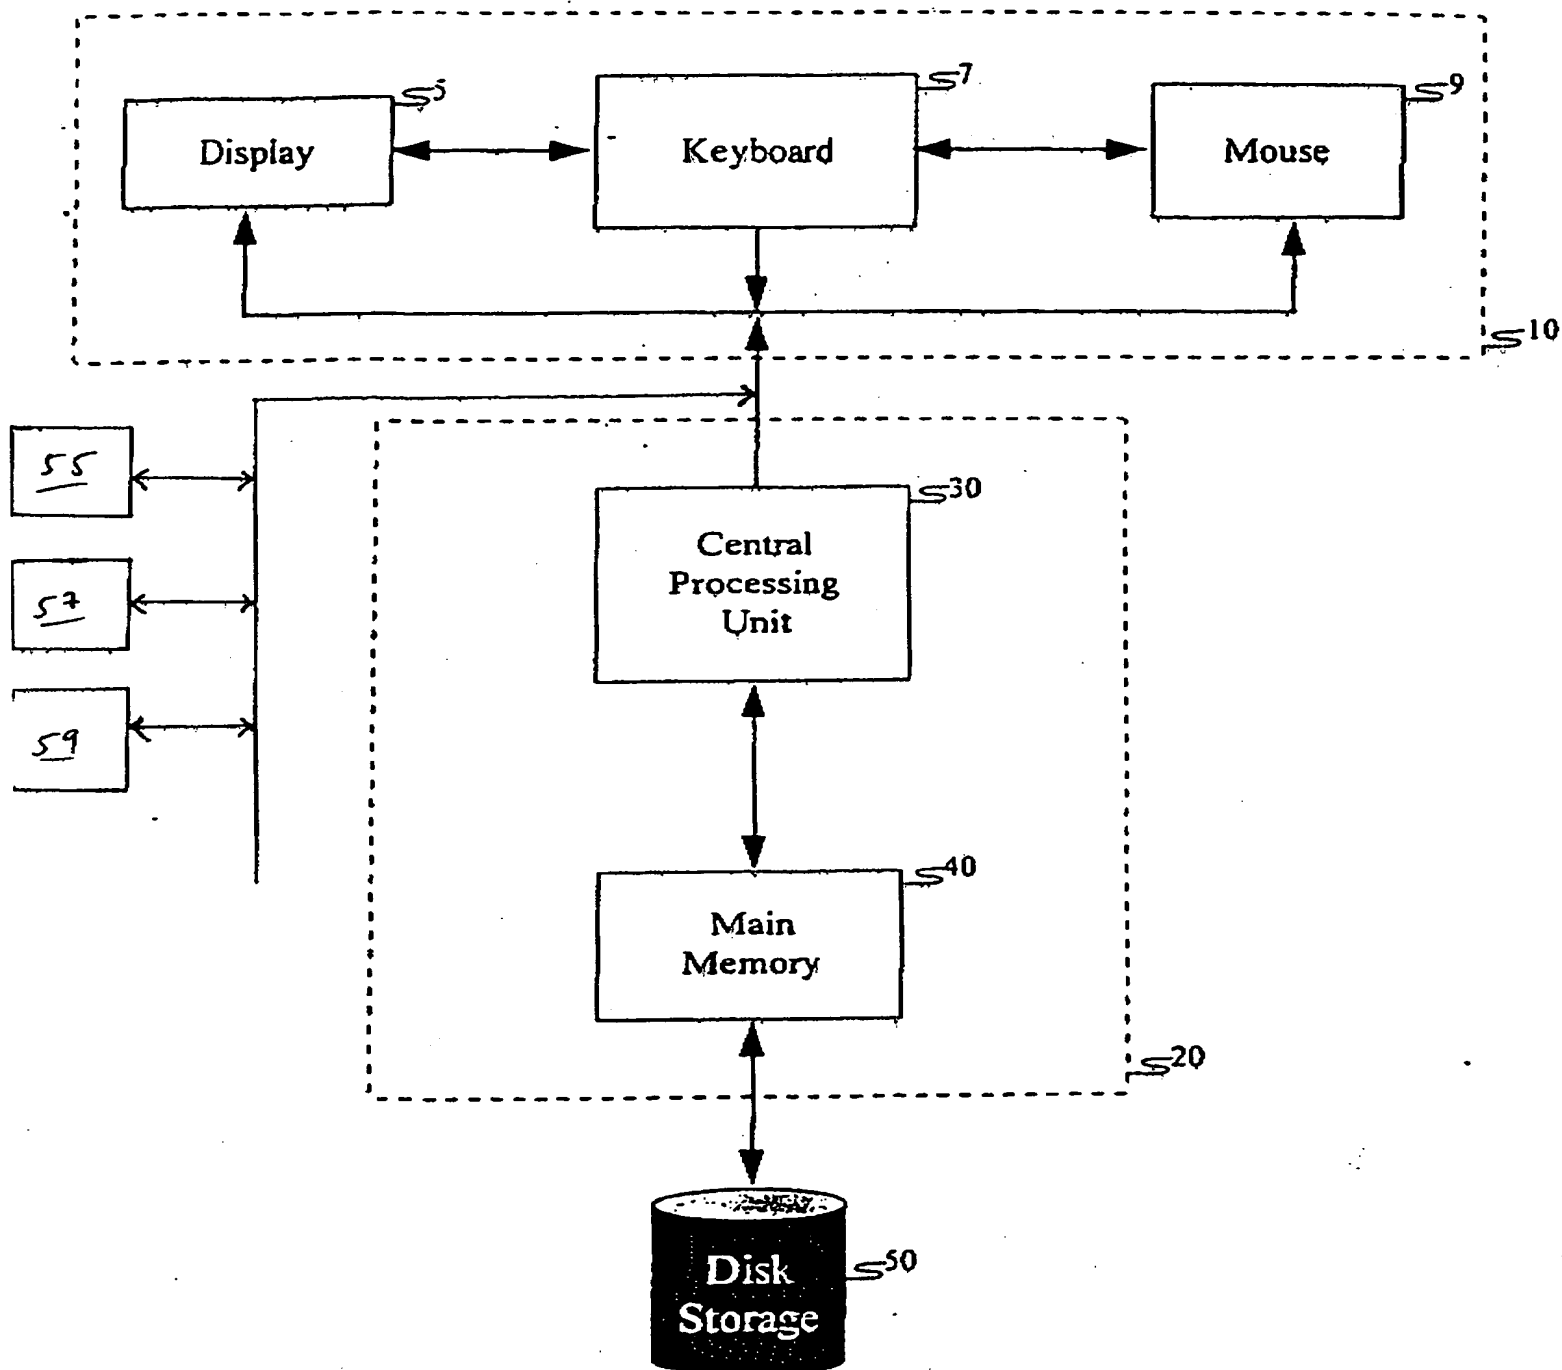 5
Display
7
Keyboard
9
Mouse
10
55
57
59
30
Central
Processing
Unit
40
Main
Memory
20
50
Disk
Storage